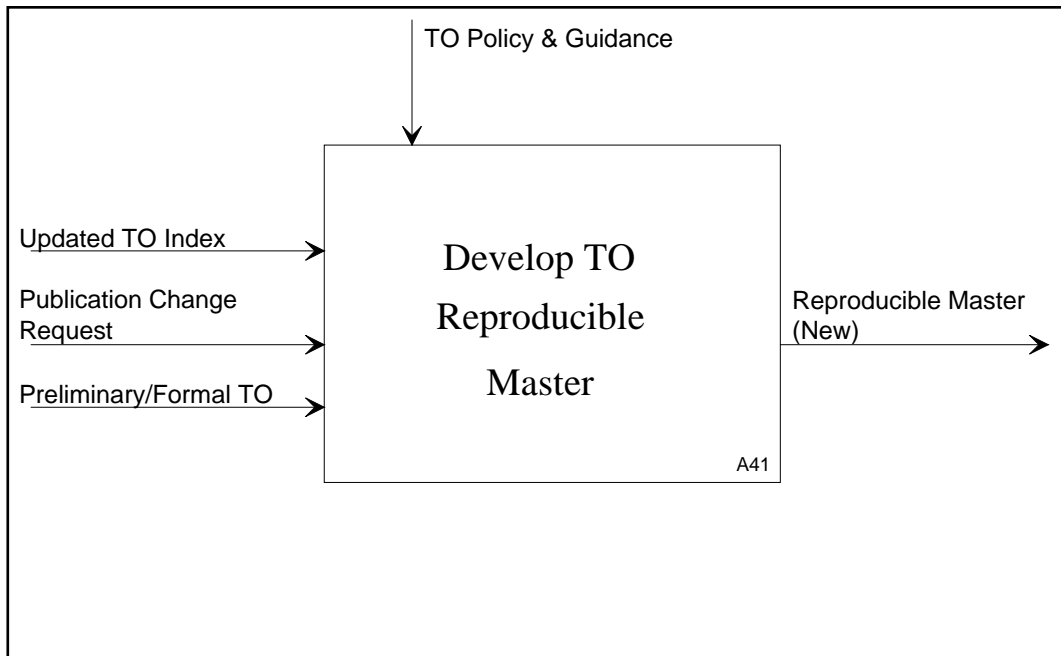 TO Policy & Guidance
Updated TO Index
Publication Change
Request
Preliminary/Formal TO
Develop TO
Reproducible
Master
A41
Reproducible Master
(New)